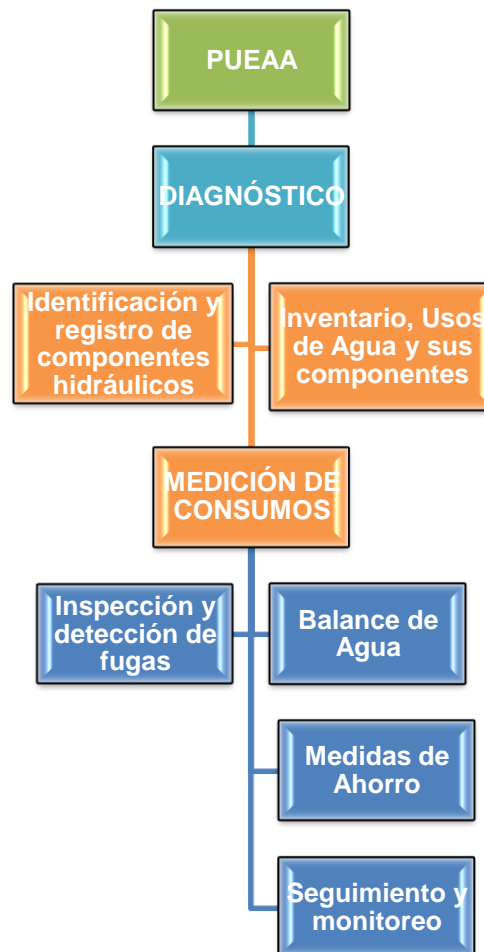 PUEAA
DIAGNÓSTICO
Identificación y
registro de
componentes
hidráulicos
Inventario, Usos
de Agua y sus
componentes
MEDICIÓN DE
CONSUMOS
Inspección y
detección de
fugas
Balance de
Agua
Medidas de
Ahorro
Seguimiento y
monitoreo